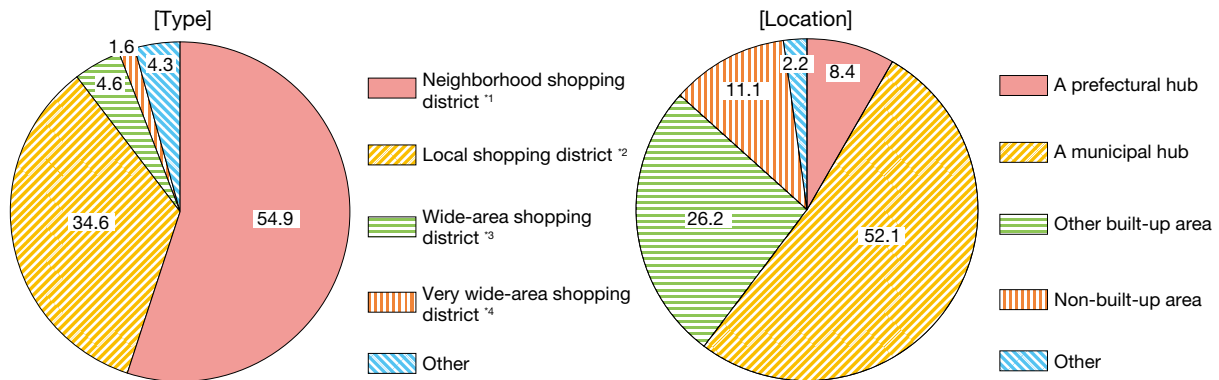 [Type]
1.6
4.3
4.6
34.6
54.9
Neighborhood shopping
district *1
Local shopping district *2
Wide-area shopping
district *3
Very wide-area shopping
district *4
Other
[Location]
2.2
8.4
11.1
26.2
52.1
A prefectural hub
A municipal hub
Other built-up area
Non-built-up area
Other